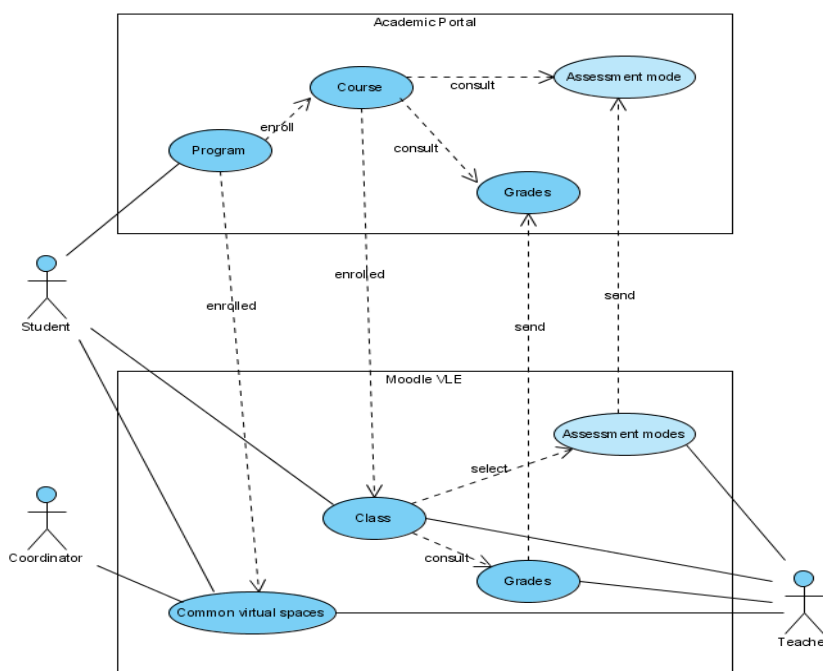 Academic Portal
Course
consult
Assessment mode
enroll
Program
consult
Grades
enrolled
enrolled
send
send
Student
Moodle VLE
Assessment modes
select
Class
consult
Grades
Coordinator
Common virtual spaces
Teacher